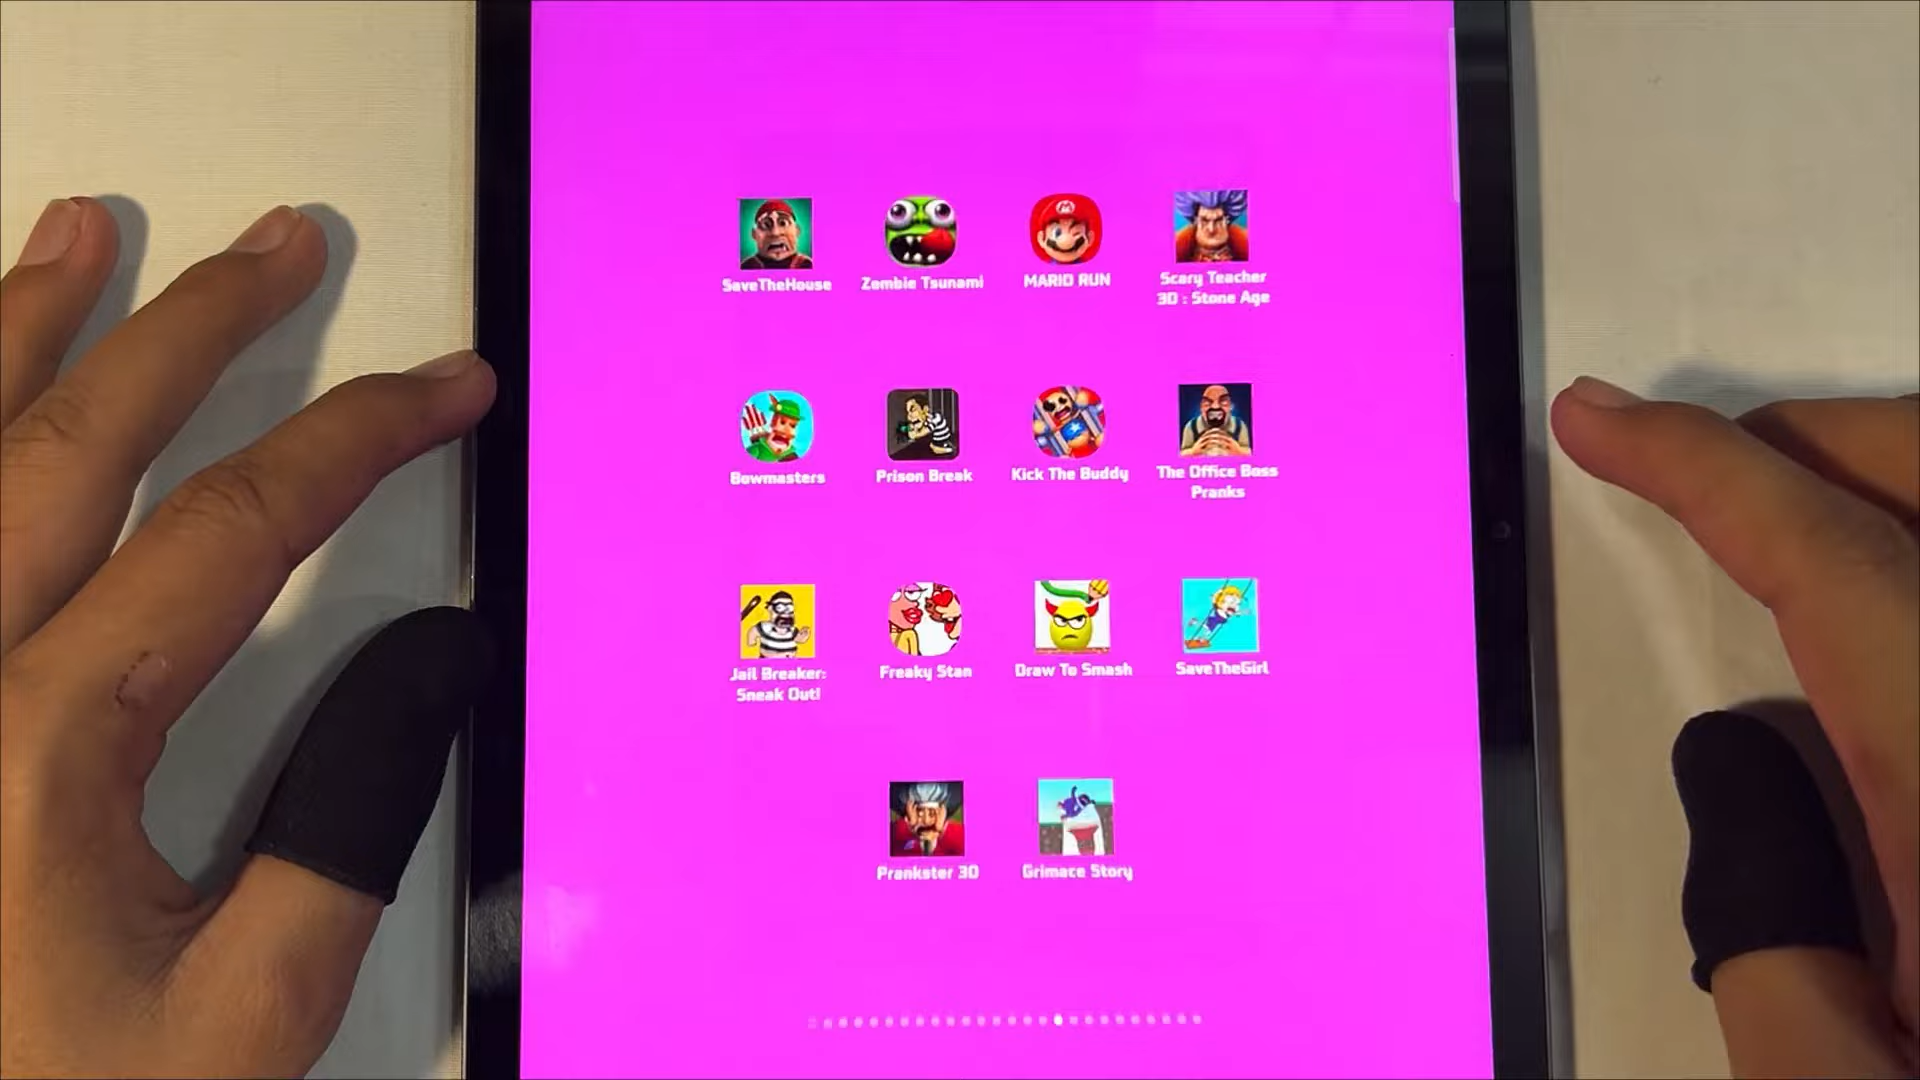 SaveTheHouse
Zombie Tsunami
MARIO RUN
Scary Teacher
3D : Stone Age
Bowmasters
Prison Break
Kick The Buddy
The Office Boss
Pranks
Jail Breaker:
Sneak Out!
Freaky Stan
Draw To Smash
SaveTheGirl
Prankster 3D
Grimace Story